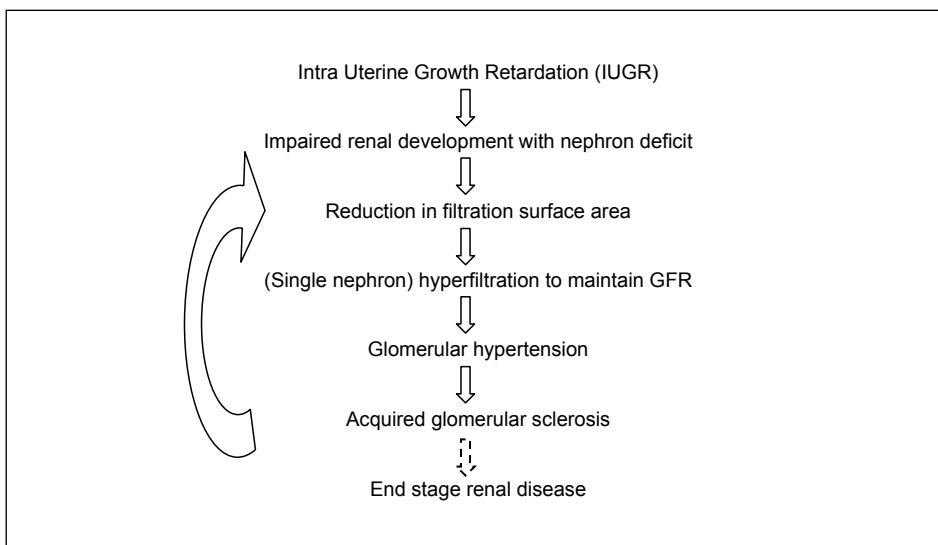 Intra Uterine Growth Retardation (IUGR)
Impaired renal development with nephron deficit
Reduction in filtration surface area
(Single nephron) hyperfiltration to maintain GFR
Glomerular hypertension
Acquired glomerular sclerosis
End stage renal disease